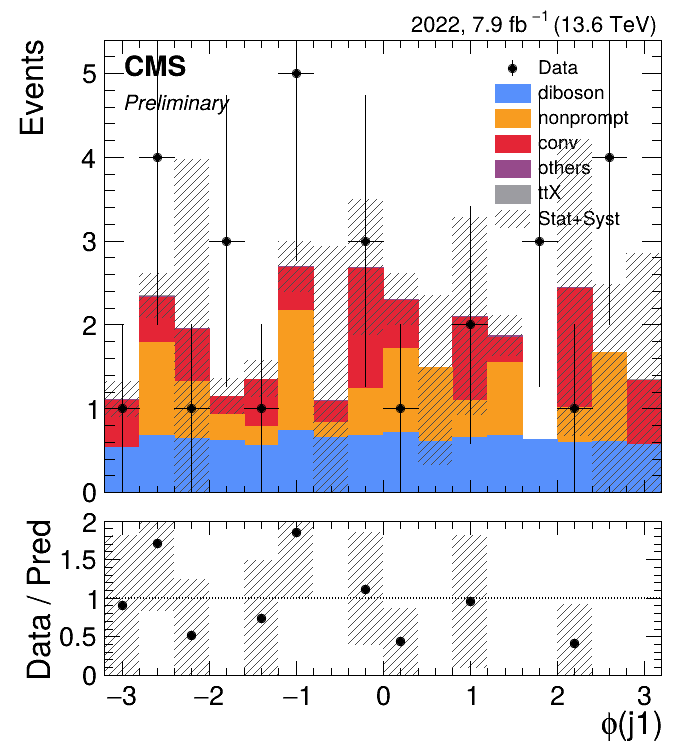 2022, 7.9 fb⁻¹ (13.6 TeV)
Events
CMS
Preliminary
Data
diboson
nonprompt
conv
others
ttX
Stat+Syst
5
4
3
2
1
0
Data / Pred
2
1.5
1
0.5
0
−3 −2 −1 0 1 2 3
ϕ(j1)